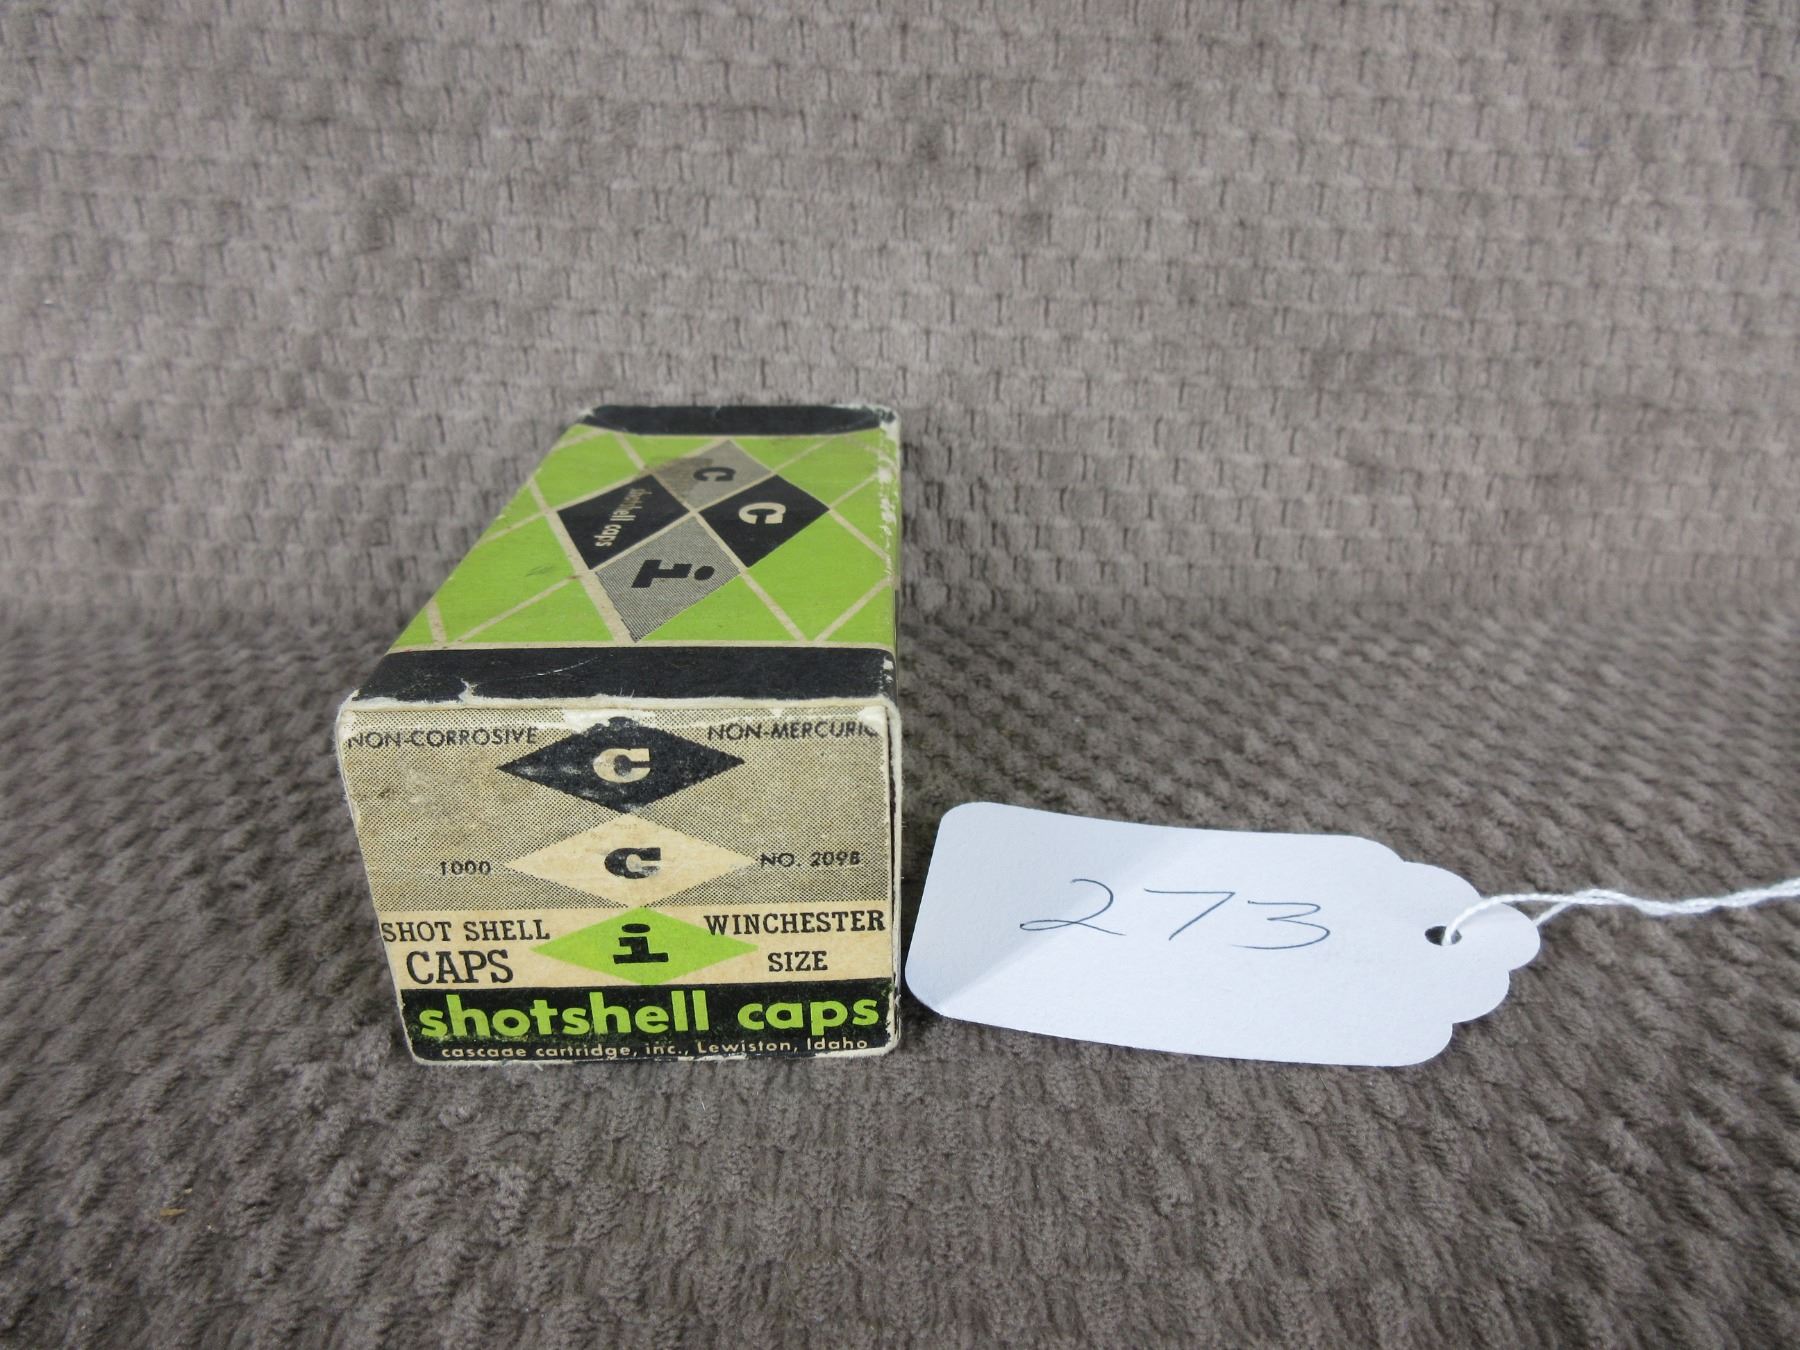 C
C
i
shotshell caps
NON-CORROSIVE NON-MERCURIC
C
1000 C NO. 209B
SHOT SHELL i WINCHESTER
CAPS SIZE
shotshell caps
cascade cartridge, inc., Lewiston, Idaho
273